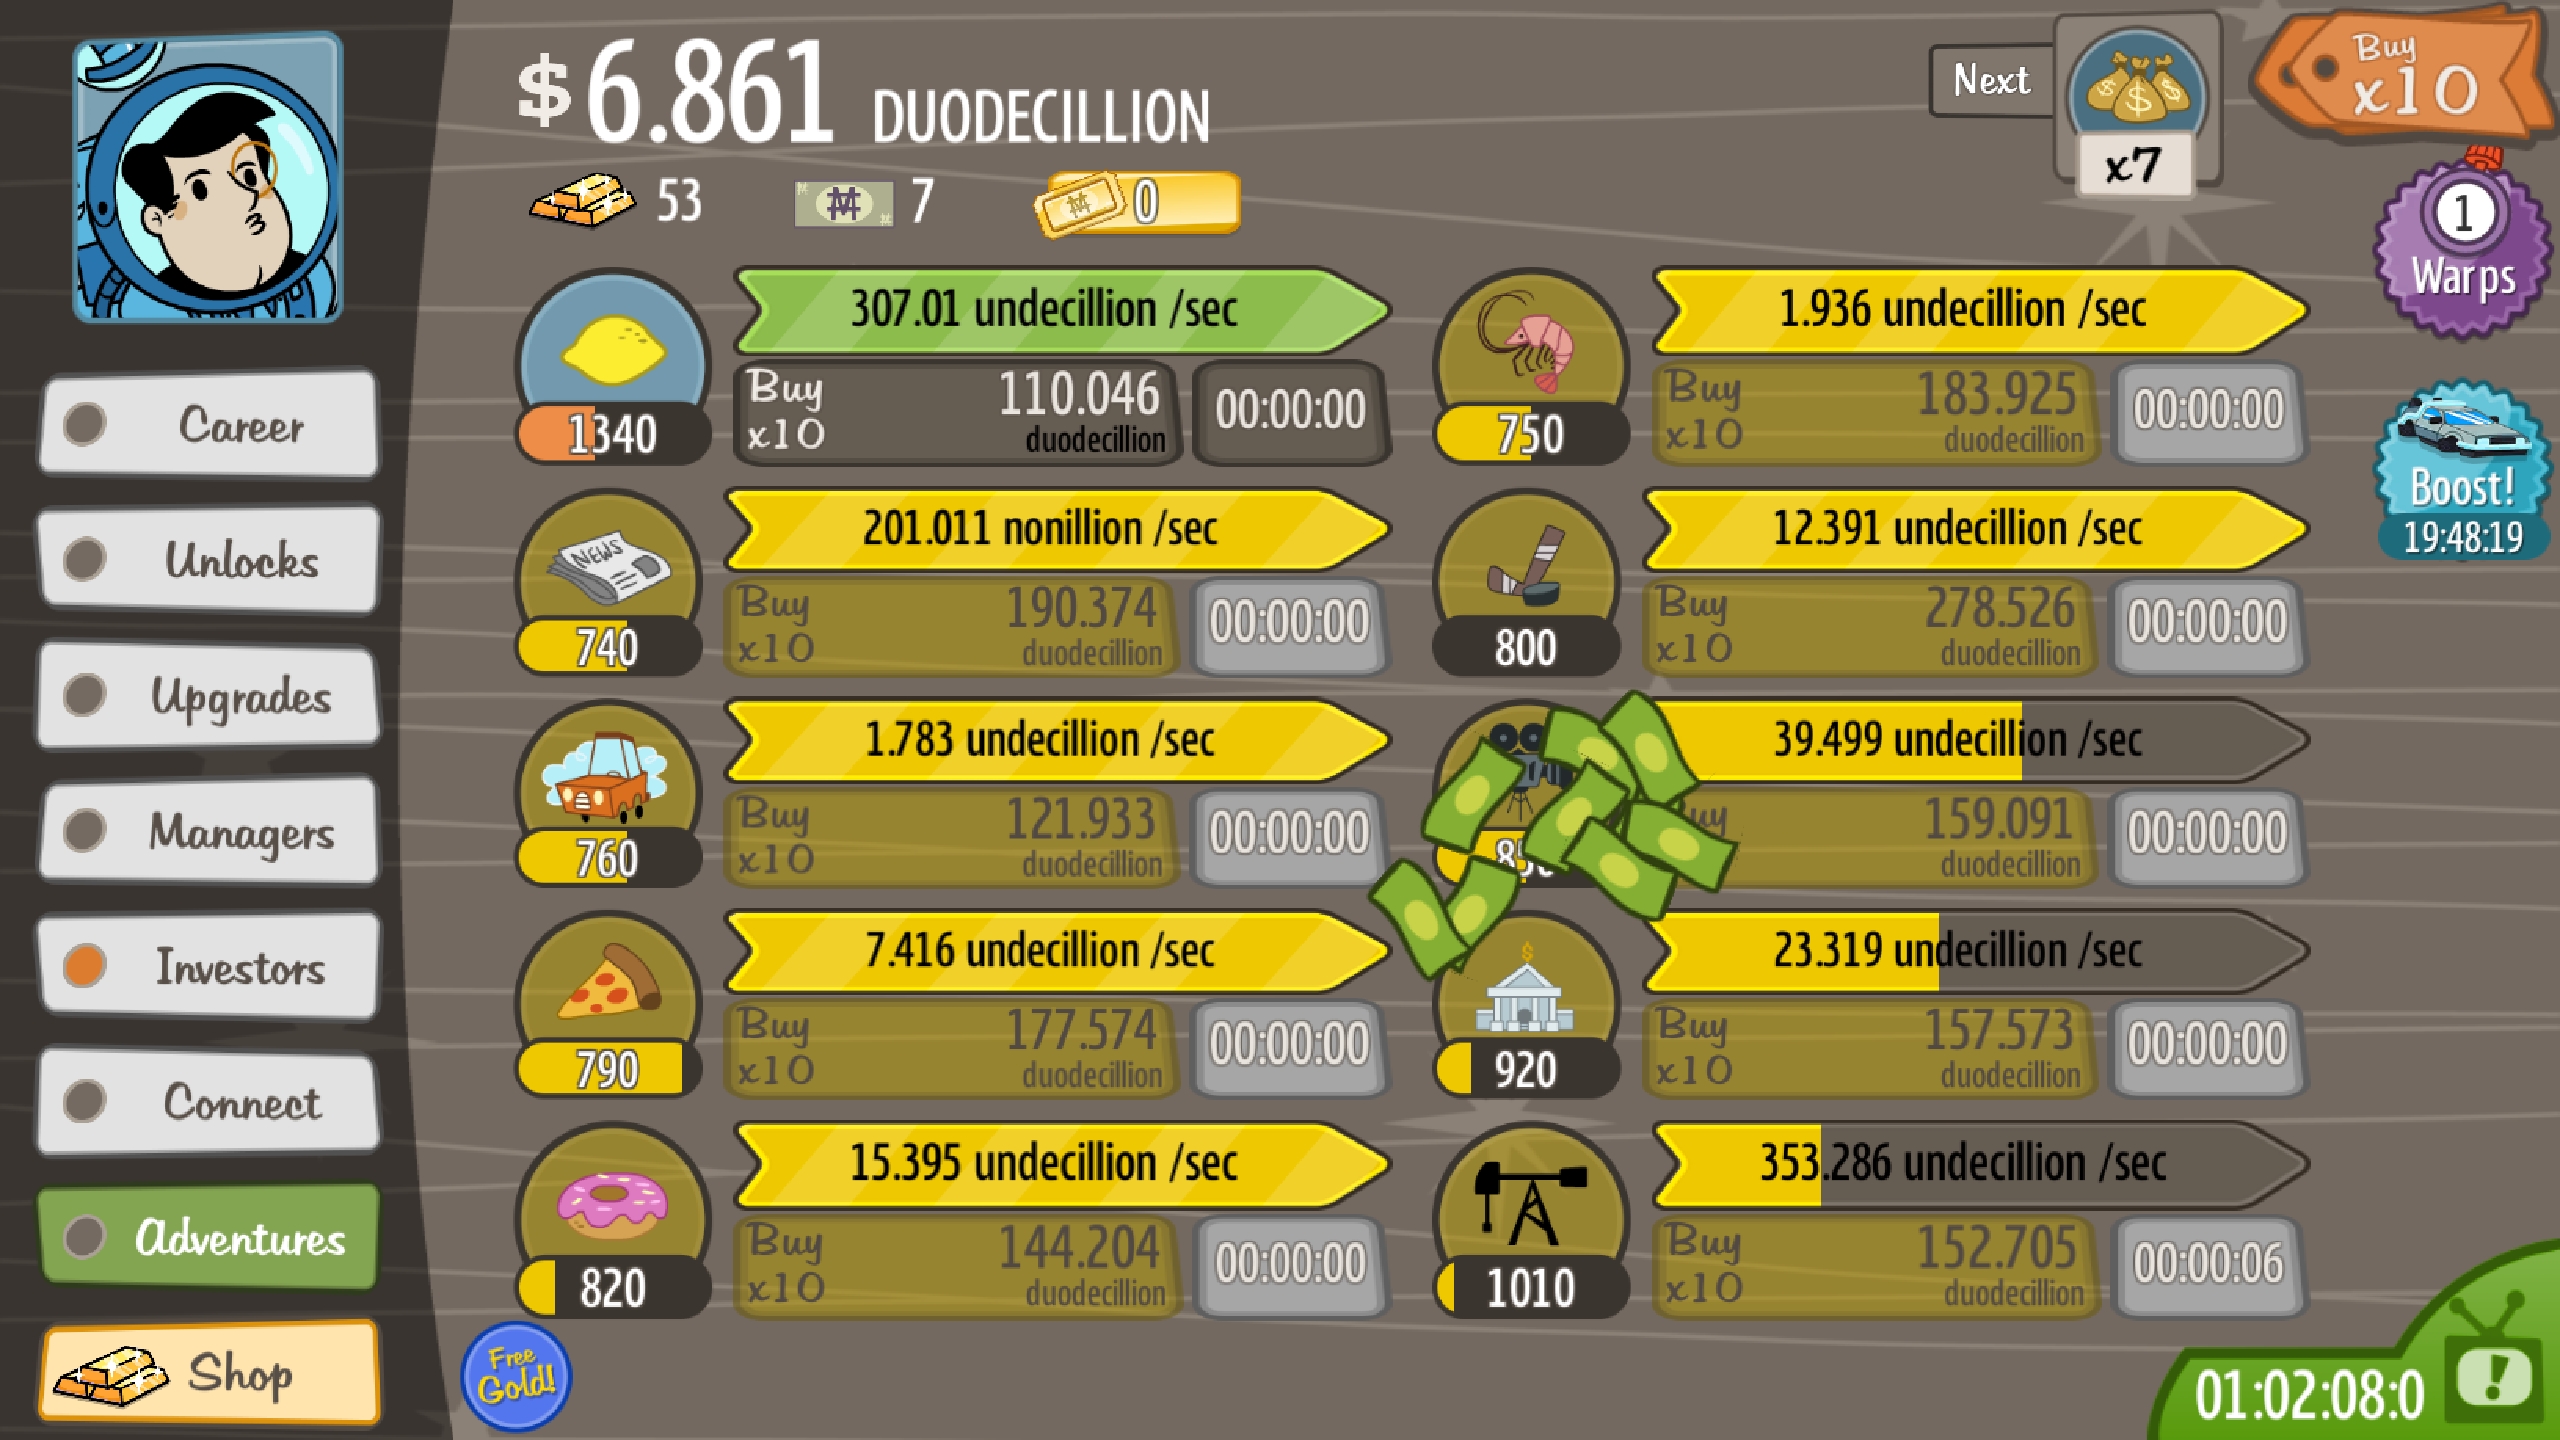 $6.861 DUODECILLION
53
7
0
Next
x7
Buy
x10
1
Warps
Boost!
19:48:19
Career
Unlocks
Upgrades
Managers
Investors
Connect
Adventures
Shop
307.01 undecillion /sec
1340
Buy
x10
110.046
duodecillion
00:00:00
1.936 undecillion /sec
750
Buy
x10
183.925
duodecillion
00:00:00
NEWS
201.011 nonillion /sec
740
Buy
x10
190.374
duodecillion
00:00:00
12.391 undecillion /sec
800
Buy
x10
278.526
duodecillion
00:00:00
1.783 undecillion /sec
760
Buy
x10
121.933
duodecillion
00:00:00
39.499 undecillion /sec
159.091
duodecillion
00:00:00
7.416 undecillion /sec
790
Buy
x10
177.574
duodecillion
00:00:00
23.319 undecillion /sec
920
Buy
x10
157.573
duodecillion
00:00:00
15.395 undecillion /sec
820
Buy
x10
144.204
duodecillion
00:00:00
353.286 undecillion /sec
1010
Buy
x10
152.705
duodecillion
00:00:06
Free
Gold!
01:02:08:0